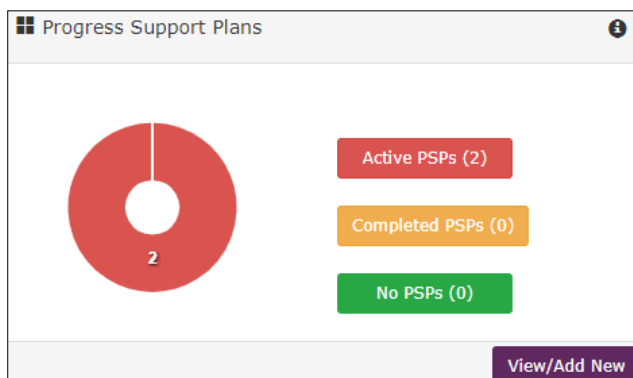 Progress Support Plans
Active PSPs (2)
Completed PSPs (0)
2
No PSPs (0)
View/Add New